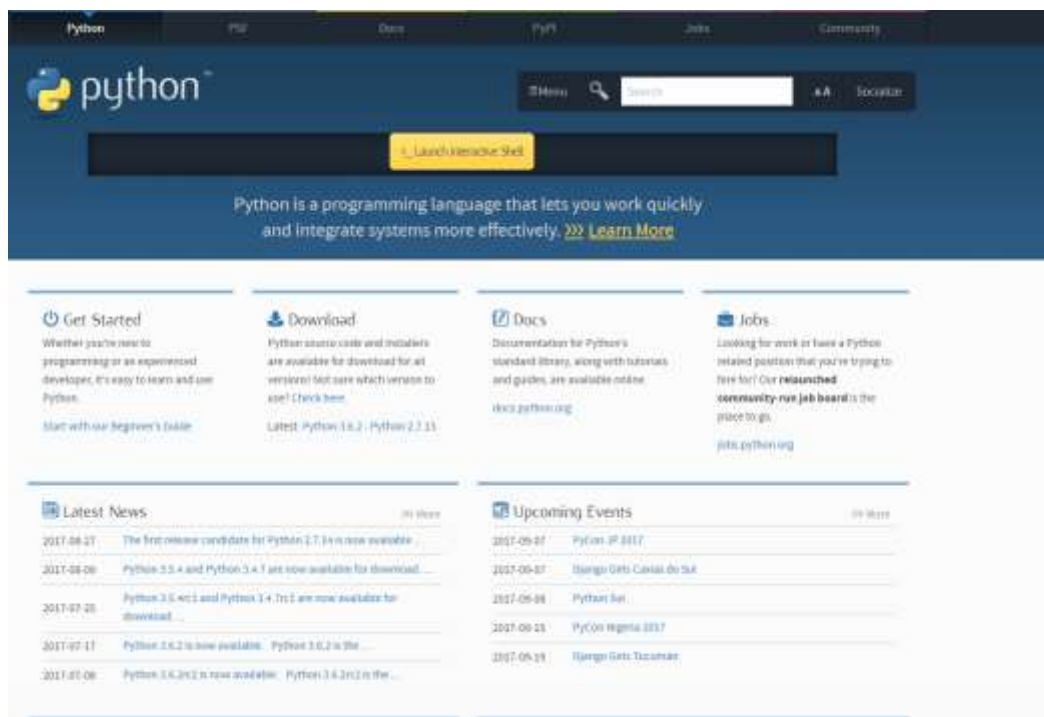 Python PSF Docs PyPI Jobs Community
python™
☰Menu Search AA Socialize
>_ Launch Interactive Shell
Python is a programming language that lets you work quickly
and integrate systems more effectively. >>> Learn More
Get Started
Whether you're new to
programming or an experienced
developer, it's easy to learn and use
Python.
Start with our Beginner's Guide
Download
Python source code and installers
are available for download for all
versions! Not sure which version to
use? Check here.
Latest: Python 3.6.2 - Python 2.7.13
Docs
Documentation for Python's
standard library, along with tutorials
and guides, are available online.
docs.python.org
Jobs
Looking for work or have a Python
related position that you're trying to
hire for? Our relaunched
community-run job board is the
place to go.
jobs.python.org
Latest News
More
2017-08-27 The first release candidate for Python 2.7.14 is now available ...
2017-08-09 Python 3.5.4 and Python 3.4.7 are now available for download. ...
2017-07-25 Python 3.5.4rc1 and Python 3.4.7rc1 are now available for
download. ...
2017-07-17 Python 3.6.2 is now available. Python 3.6.2 is the ...
2017-07-08 Python 3.6.2rc2 is now available. Python 3.6.2rc2 is the ...
Upcoming Events
More
2017-09-07 PyCon JP 2017
2017-09-07 Django Girls Caxias do Sul
2017-09-08 Python Sul
2017-09-15 PyCon Nigeria 2017
2017-09-19 Django Girls Tucumán